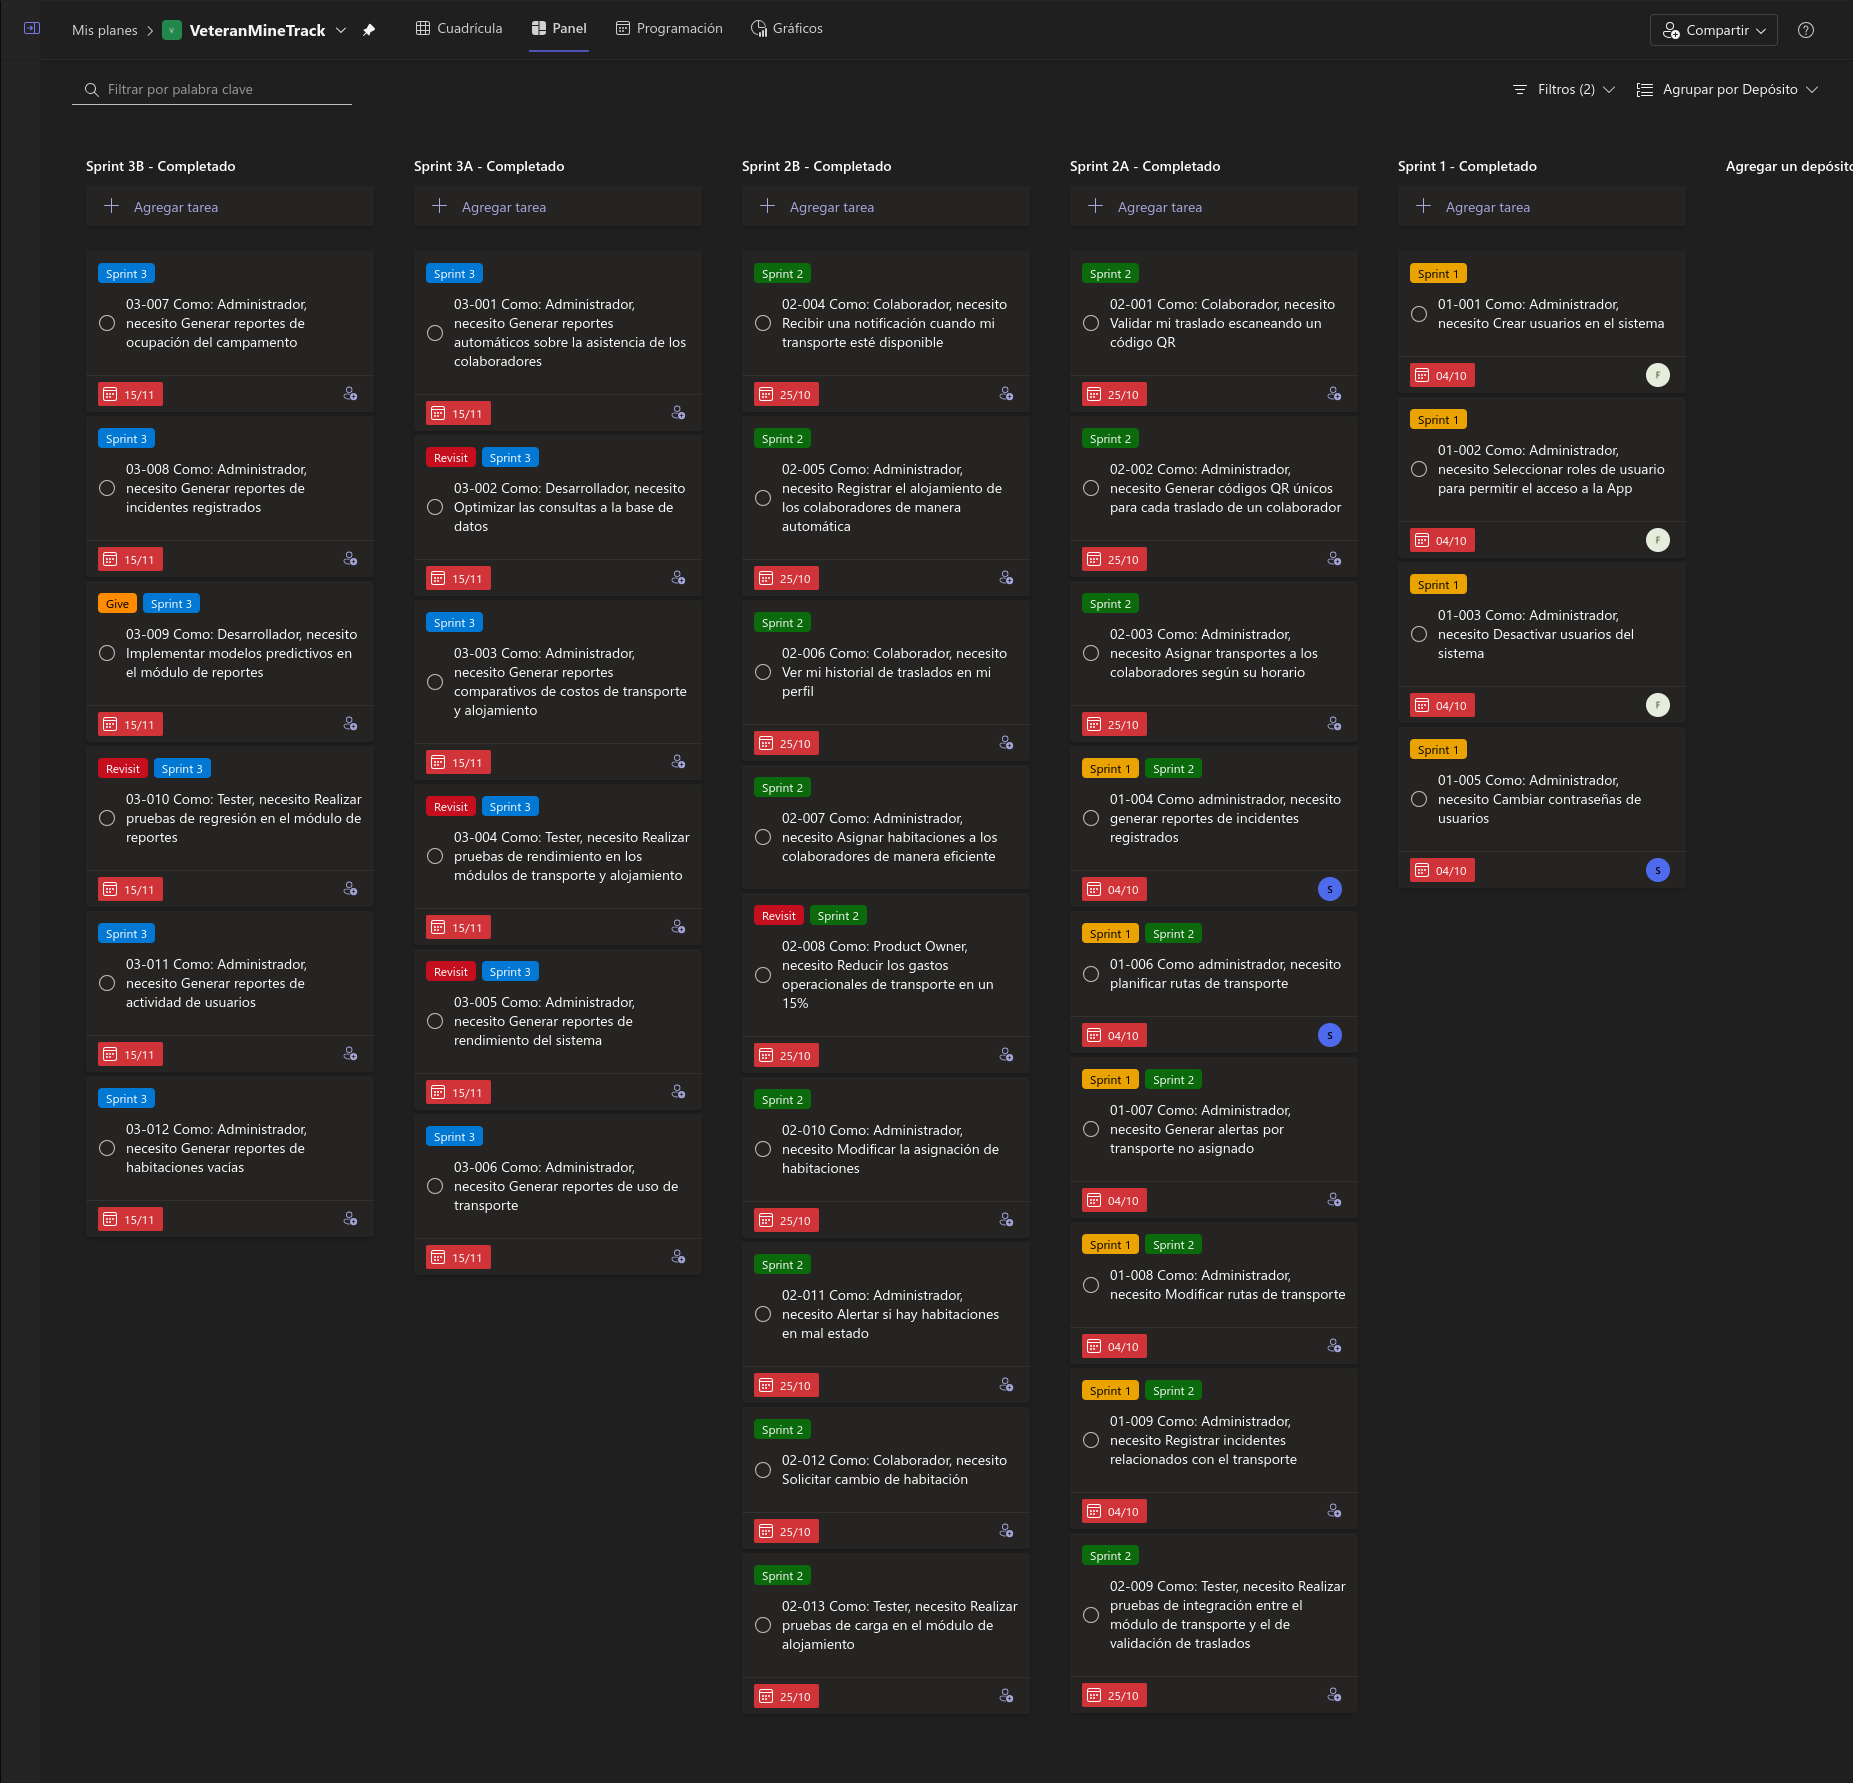 Mis planes
V
VeteranMineTrack
Cuadrícula
Panel
Programación
Gráficos
Compartir
Filtrar por palabra clave
Filtros (2)
Agrupar por Depósito
Sprint 3B - Completado
Agregar tarea
Sprint 3
03-007 Como: Administrador,
necesito Generar reportes de
ocupación del campamento
15/11
Sprint 3
03-008 Como: Administrador,
necesito Generar reportes de
incidentes registrados
15/11
Give Sprint 3
03-009 Como: Desarrollador, necesito
Implementar modelos predictivos en
el módulo de reportes
15/11
Revisit Sprint 3
03-010 Como: Tester, necesito Realizar
pruebas de regresión en el módulo de
reportes
15/11
Sprint 3
03-011 Como: Administrador,
necesito Generar reportes de
actividad de usuarios
15/11
Sprint 3
03-012 Como: Administrador,
necesito Generar reportes de
habitaciones vacías
15/11
Sprint 3A - Completado
Agregar tarea
Sprint 3
03-001 Como: Administrador,
necesito Generar reportes
automáticos sobre la asistencia de los
colaboradores
15/11
Revisit Sprint 3
03-002 Como: Desarrollador, necesito
Optimizar las consultas a la base de
datos
15/11
Sprint 3
03-003 Como: Administrador,
necesito Generar reportes
comparativos de costos de transporte
y alojamiento
15/11
Revisit Sprint 3
03-004 Como: Tester, necesito Realizar
pruebas de rendimiento en los
módulos de transporte y alojamiento
15/11
Revisit Sprint 3
03-005 Como: Administrador,
necesito Generar reportes de
rendimiento del sistema
15/11
Sprint 3
03-006 Como: Administrador,
necesito Generar reportes de uso de
transporte
15/11
Sprint 2B - Completado
Agregar tarea
Sprint 2
02-004 Como: Colaborador, necesito
Recibir una notificación cuando mi
transporte esté disponible
25/10
Sprint 2
02-005 Como: Administrador,
necesito Registrar el alojamiento de
los colaboradores de manera
automática
25/10
Sprint 2
02-006 Como: Colaborador, necesito
Ver mi historial de traslados en mi
perfil
25/10
Sprint 2
02-007 Como: Administrador,
necesito Asignar habitaciones a los
colaboradores de manera eficiente
Revisit Sprint 2
02-008 Como: Product Owner,
necesito Reducir los gastos
operacionales de transporte en un
15%
25/10
Sprint 2
02-010 Como: Administrador,
necesito Modificar la asignación de
habitaciones
25/10
Sprint 2
02-011 Como: Administrador,
necesito Alertar si hay habitaciones
en mal estado
25/10
Sprint 2
02-012 Como: Colaborador, necesito
Solicitar cambio de habitación
25/10
Sprint 2
02-013 Como: Tester, necesito Realizar
pruebas de carga en el módulo de
alojamiento
25/10
Sprint 2A - Completado
Agregar tarea
Sprint 2
02-001 Como: Colaborador, necesito
Validar mi traslado escaneando un
código QR
25/10
Sprint 2
02-002 Como: Administrador,
necesito Generar códigos QR únicos
para cada traslado de un colaborador
25/10
Sprint 2
02-003 Como: Administrador,
necesito Asignar transportes a los
colaboradores según su horario
25/10
Sprint 1 Sprint 2
01-004 Como administrador, necesito
generar reportes de incidentes
registrados
04/10
S
Sprint 1 Sprint 2
01-006 Como administrador, necesito
planificar rutas de transporte
04/10
S
Sprint 1 Sprint 2
01-007 Como: Administrador,
necesito Generar alertas por
transporte no asignado
04/10
Sprint 1 Sprint 2
01-008 Como: Administrador,
necesito Modificar rutas de transporte
04/10
Sprint 1 Sprint 2
01-009 Como: Administrador,
necesito Registrar incidentes
relacionados con el transporte
04/10
Sprint 2
02-009 Como: Tester, necesito Realizar
pruebas de integración entre el
módulo de transporte y el de
validación de traslados
25/10
Sprint 1 - Completado
Agregar tarea
Sprint 1
01-001 Como: Administrador,
necesito Crear usuarios en el sistema
04/10
F
Sprint 1
01-002 Como: Administrador,
necesito Seleccionar roles de usuario
para permitir el acceso a la App
04/10
F
Sprint 1
01-003 Como: Administrador,
necesito Desactivar usuarios del
sistema
04/10
F
Sprint 1
01-005 Como: Administrador,
necesito Cambiar contraseñas de
usuarios
04/10
S
Agregar un depósito